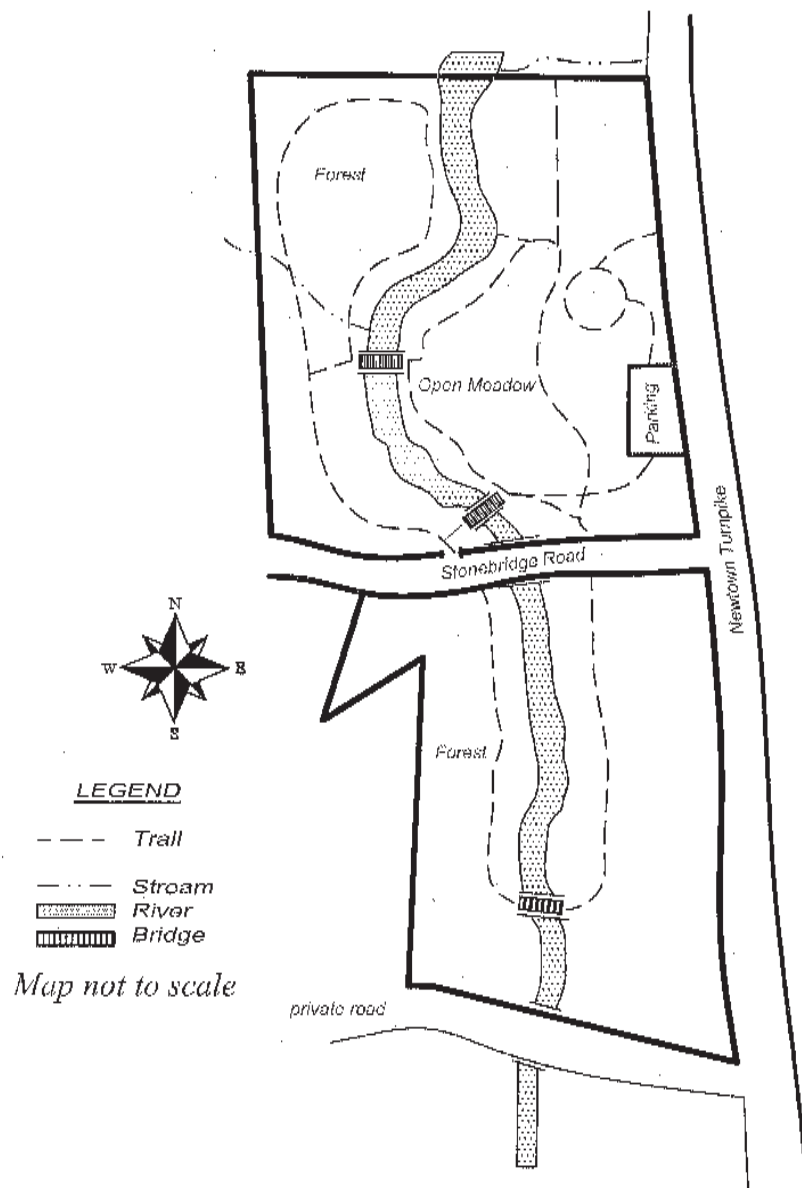 Forest
Open Meadow
Parking
Stonebridge Road
Newtown Turnpike
N
W
E
S
Forest
LEGEND
Trail
Stream
River
Bridge
Map not to scale
private road